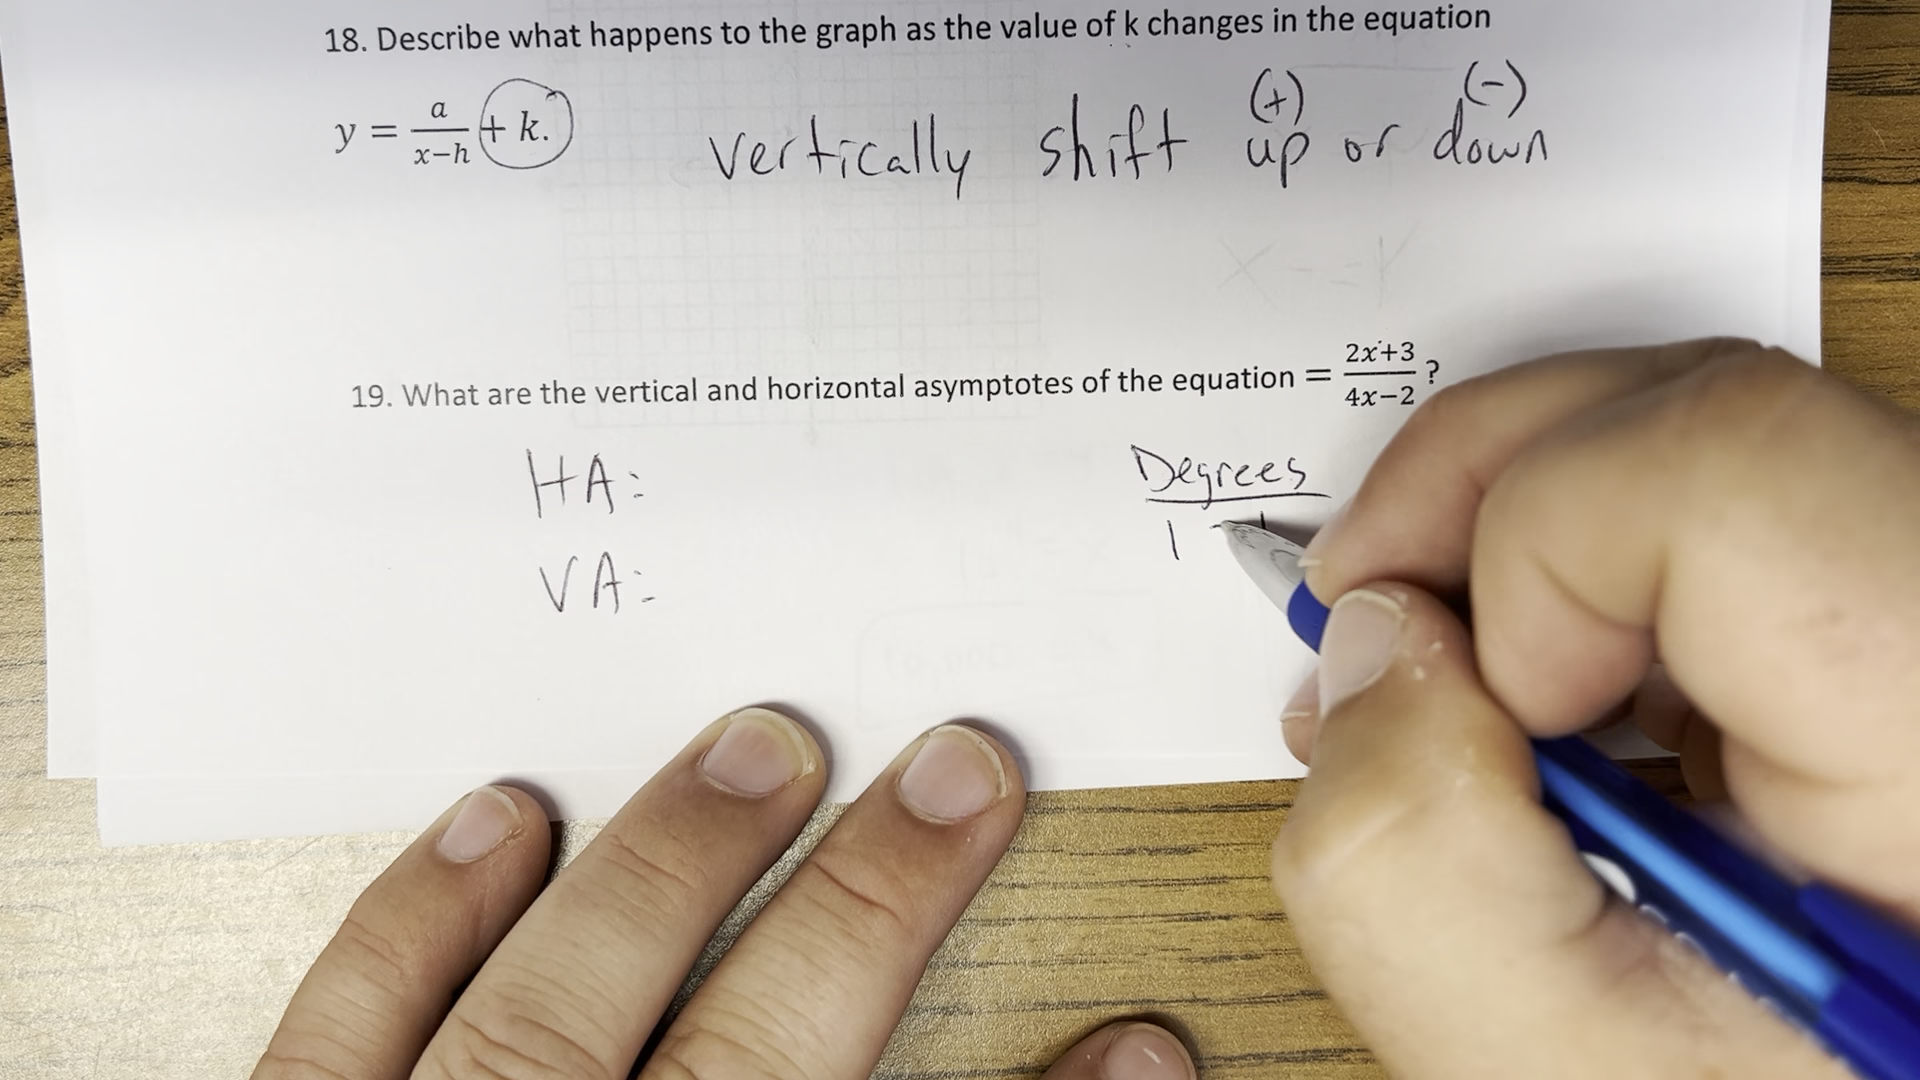 18. Describe what happens to the graph as the value of k changes in the equation
y = a/(x−h) + k.
(+) (-)
vertically shift up or down
19. What are the vertical and horizontal asymptotes of the equation = (2x+3)/(4x−2)?
HA:
VA:
Degrees
1